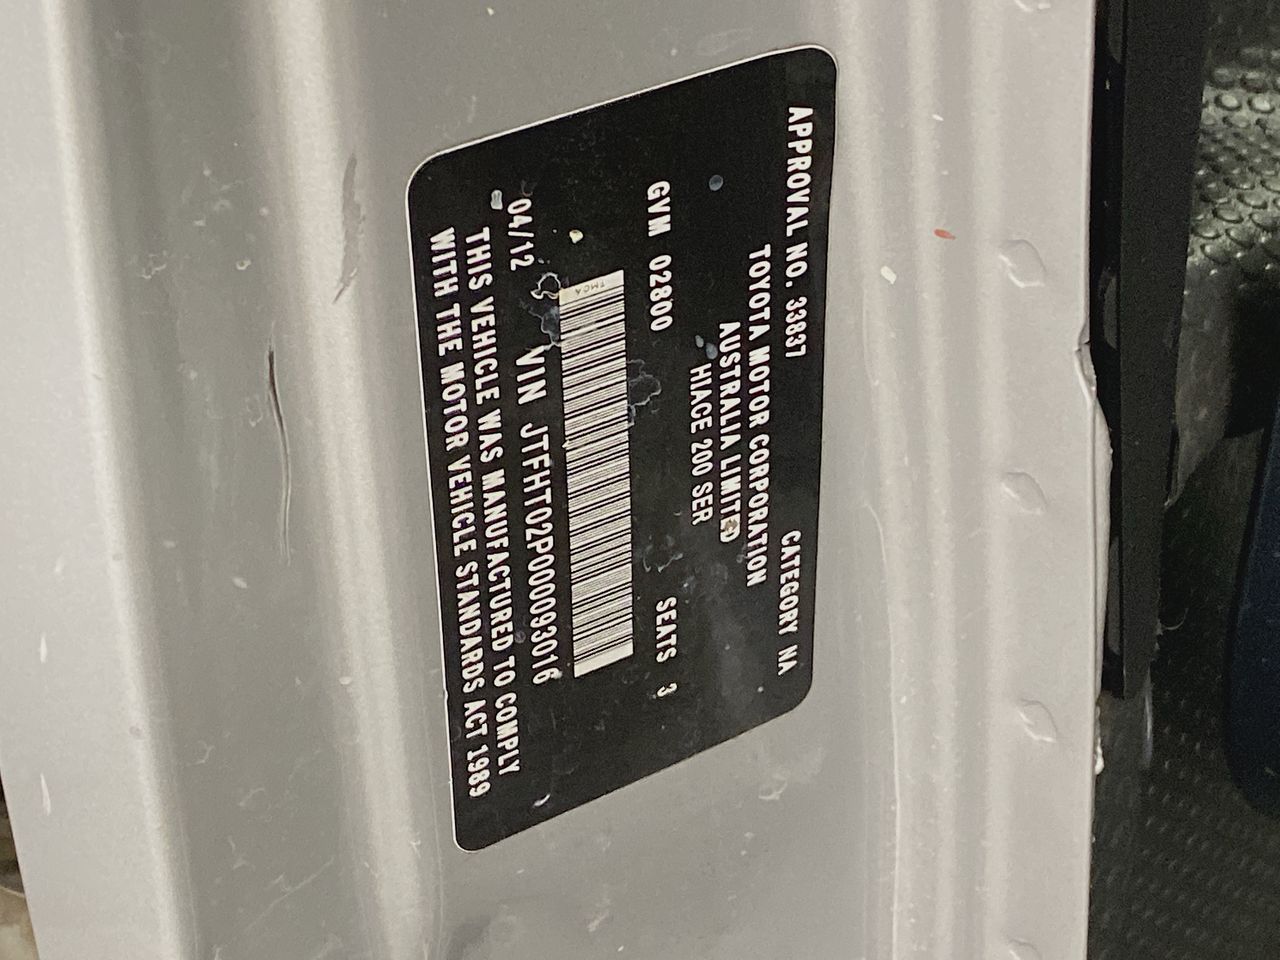 APPROVAL NO. 33837 CATEGORY NA
TOYOTA MOTOR CORPORATION
AUSTRALIA LIMITED
HIACE 200 SER
GVM 02800 SEATS 3
TMCA
04/12 VIN JTFHT02P000093016
THIS VEHICLE WAS MANUFACTURED TO COMPLY
WITH THE MOTOR VEHICLE STANDARDS ACT 1989